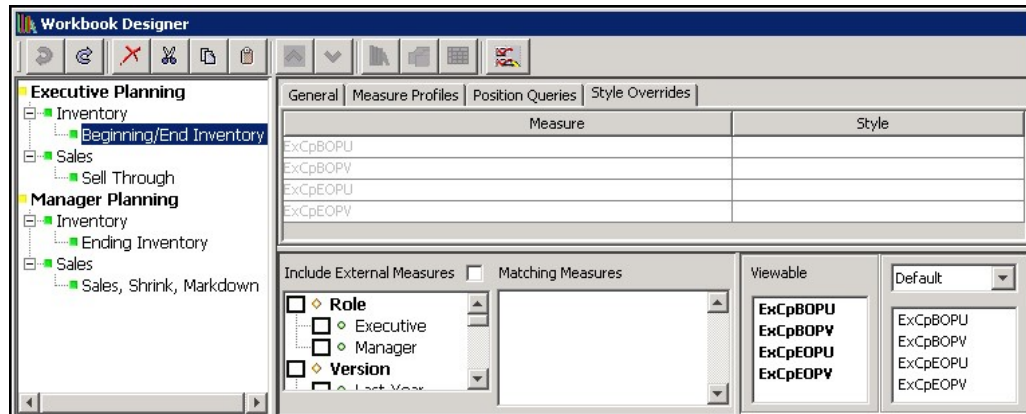 Workbook Designer
Executive Planning
Inventory
Beginning/End Inventory
Sales
Sell Through
Manager Planning
Inventory
Ending Inventory
Sales
Sales, Shrink, Markdown
General Measure Profiles Position Queries Style Overrides
Measure Style
ExCpBOPU
ExCpBOPV
ExCpEOPU
ExCpEOPV
Include External Measures Matching Measures
Role
Executive
Manager
Version
Last Year
Viewable
ExCpBOPU
ExCpBOPV
ExCpEOPU
ExCpEOPV
Default
ExCpBOPU
ExCpBOPV
ExCpEOPU
ExCpEOPV